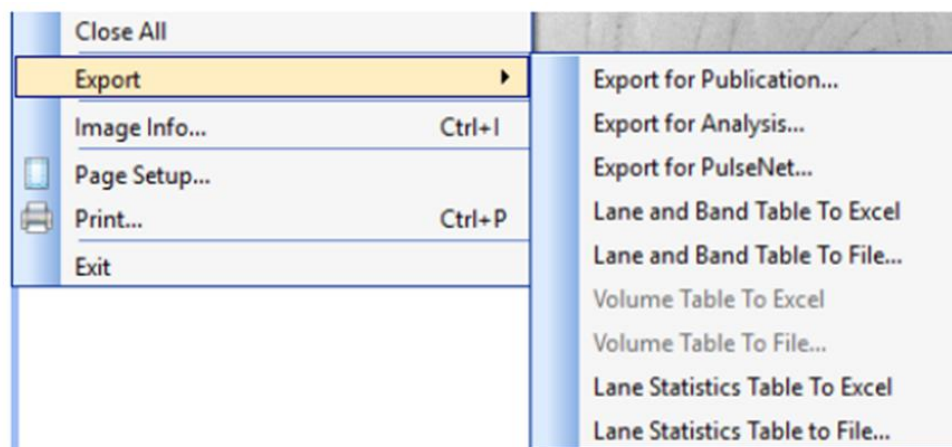 Close All
Export
Image Info... Ctrl+I
Page Setup...
Print... Ctrl+P
Exit
Export for Publication...
Export for Analysis...
Export for PulseNet...
Lane and Band Table To Excel
Lane and Band Table To File...
Volume Table To Excel
Volume Table To File...
Lane Statistics Table To Excel
Lane Statistics Table to File...